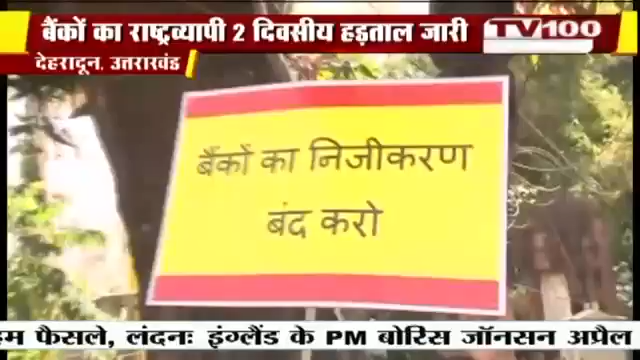 बैंकों का राष्ट्रव्यापी 2 दिवसीय हड़ताल जारी
TV100
देहरादून, उत्तराखंड
बैंकों का निजीकरण
बंद करो
फैसले, लंदनः इंग्लैंड के PM बोरिस जॉनसन अप्रैल